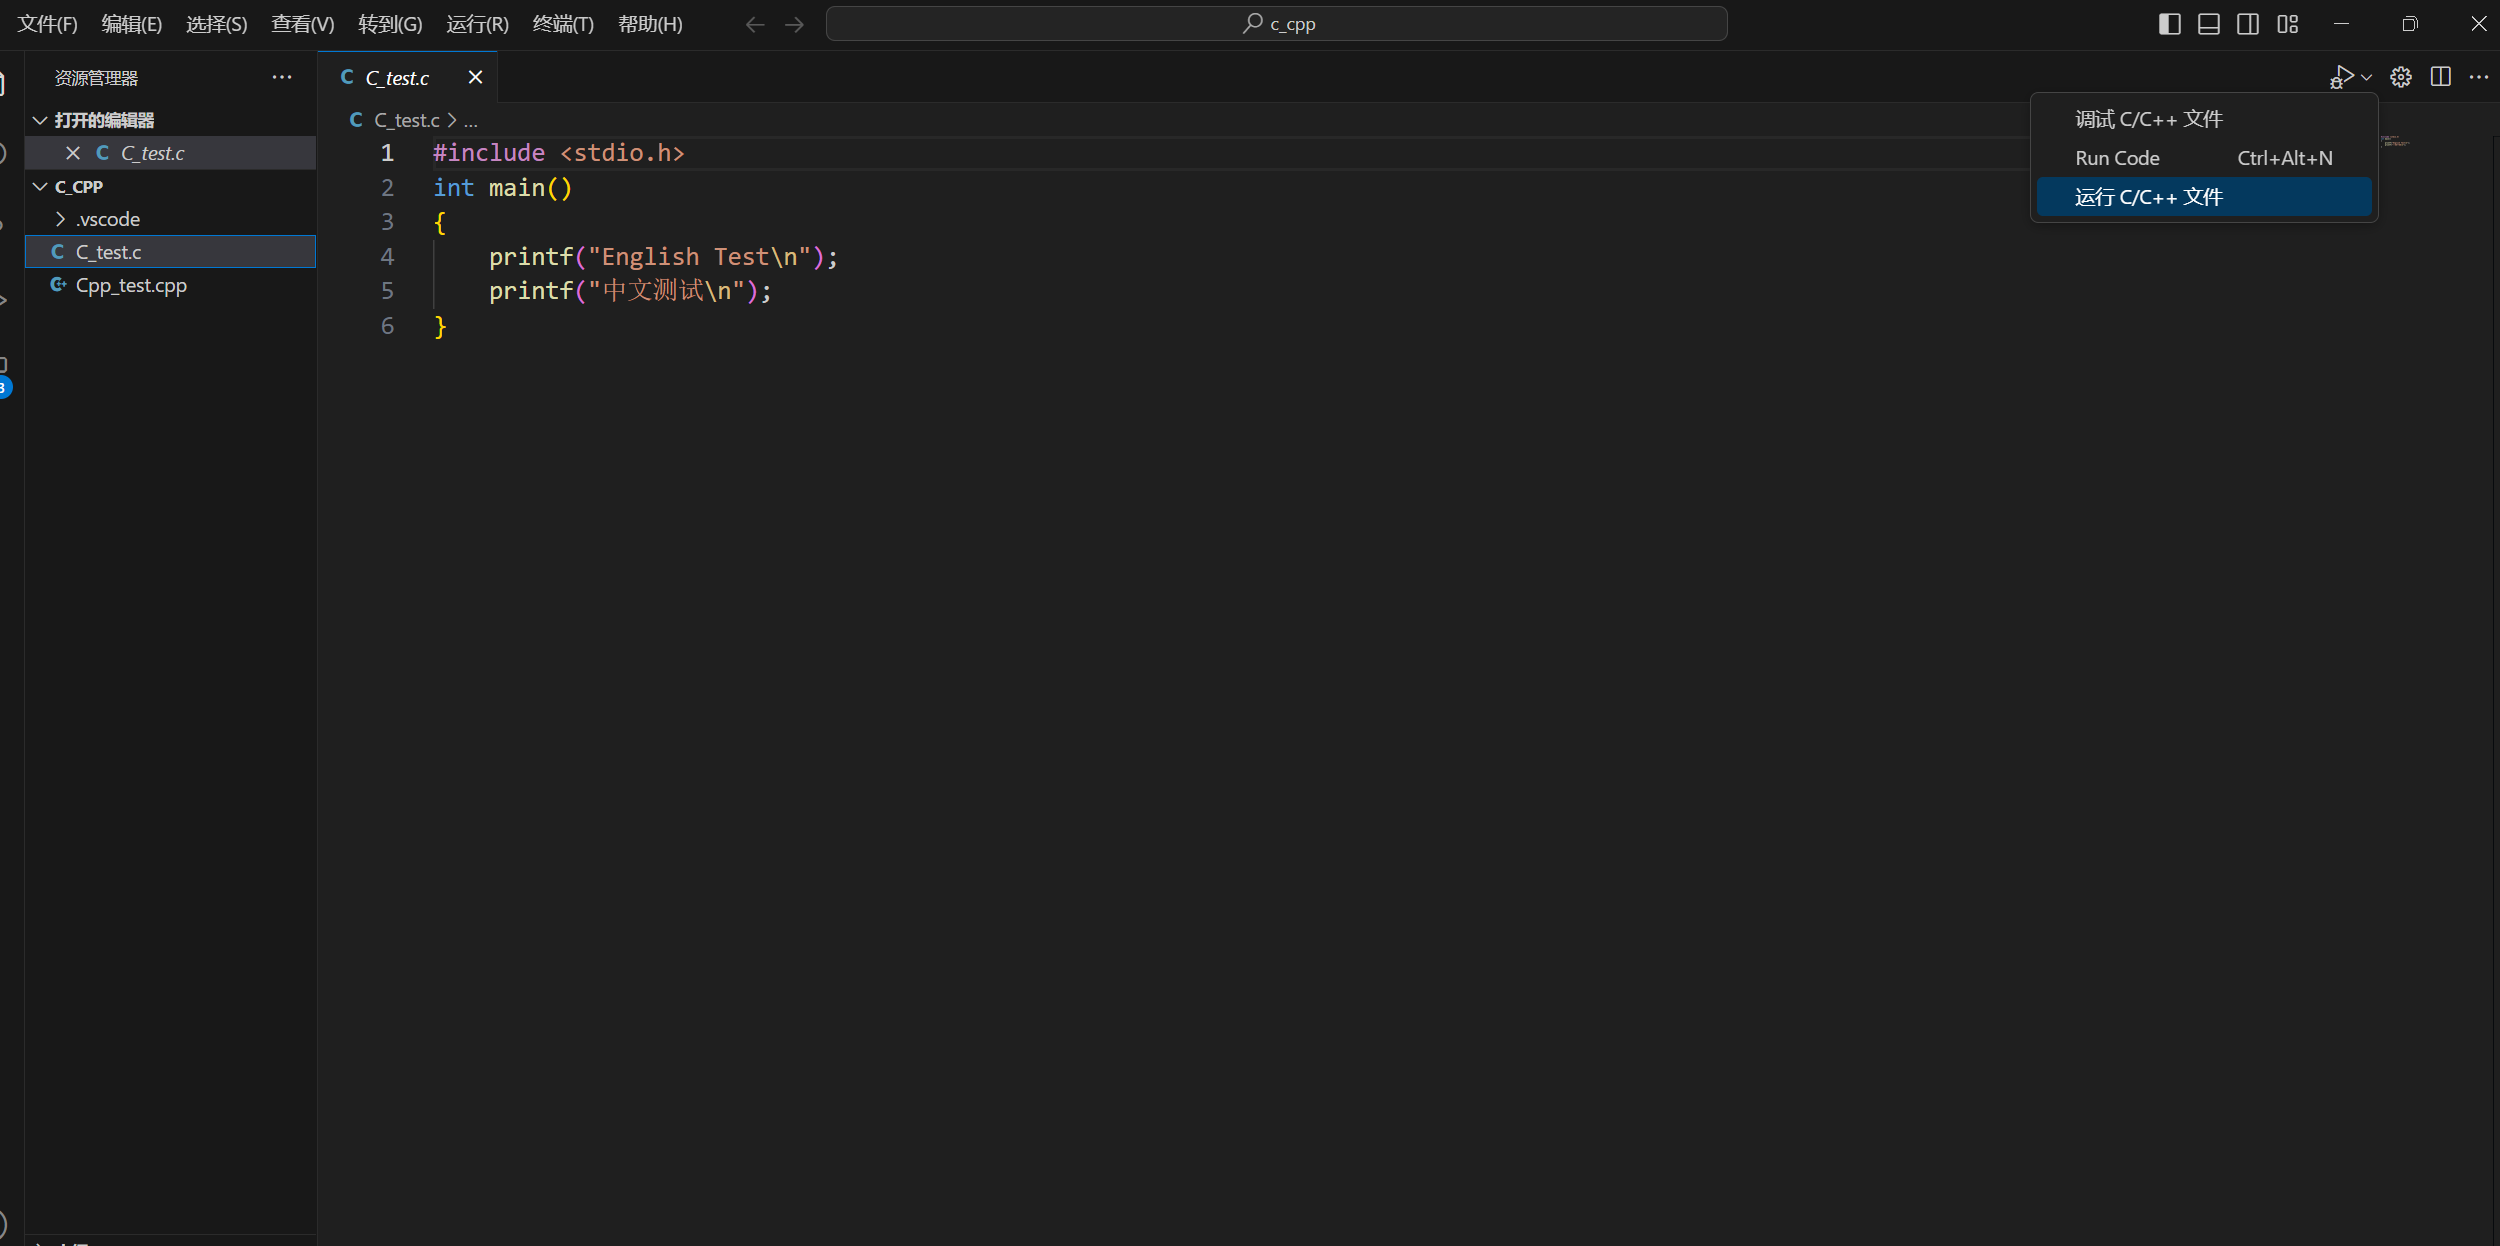 文件(F) 编辑(E) 选择(S) 查看(V) 转到(G) 运行(R) 终端(T) 帮助(H) c_cpp
资源管理器
C_test.c
打开的编辑器
C_test.c
C_CPP
.vscode
C_test.c
Cpp_test.cpp
C_test.c > ...
1 #include <stdio.h>
2 int main()
3 {
4 printf("English Test\n");
5 printf("中文测试\n");
6 }
调试 C/C++ 文件
Run Code Ctrl+Alt+N
运行 C/C++ 文件